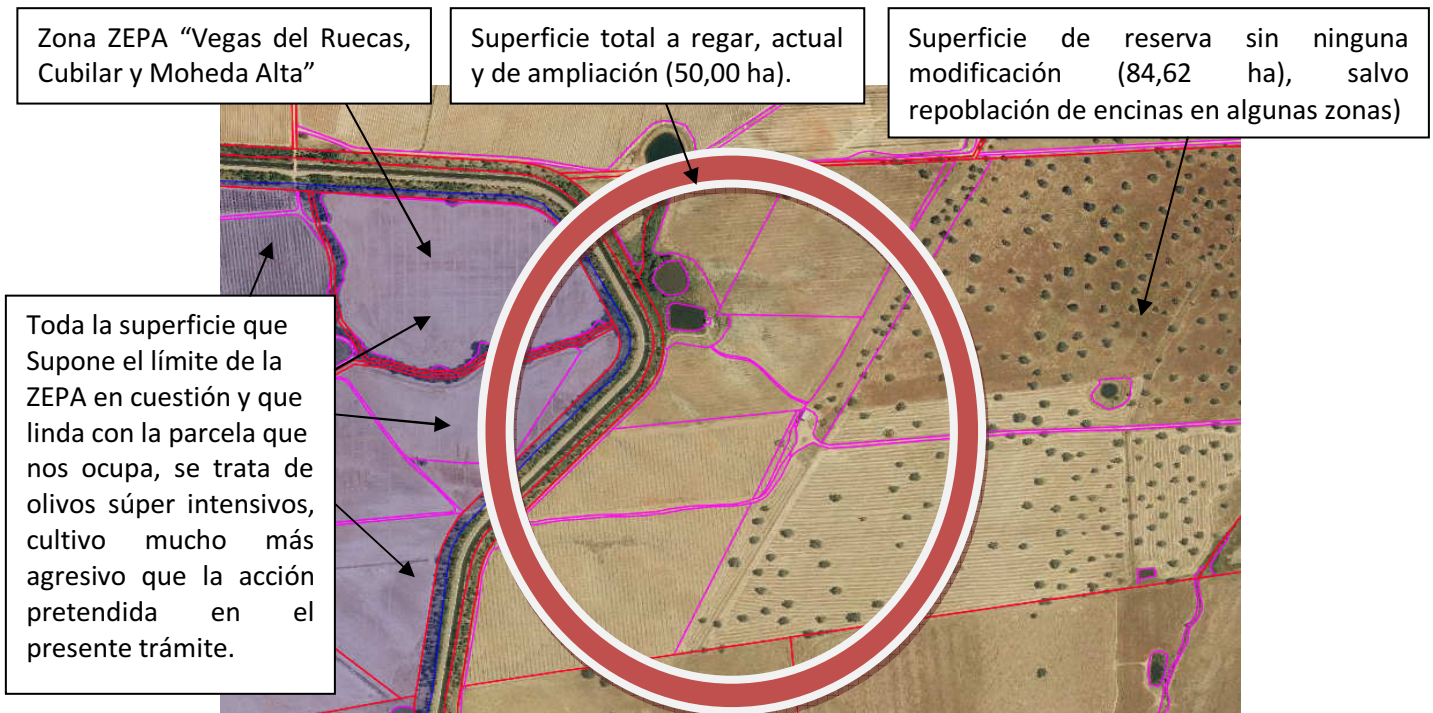 Zona ZEPA “Vegas del Ruecas,
Cubilar y Moheda Alta”
Superficie total a regar, actual
y de ampliación (50,00 ha).
Superficie de reserva sin ninguna
modificación (84,62 ha), salvo
repoblación de encinas en algunas zonas)
Toda la superficie que
Supone el límite de la
ZEPA en cuestión y que
linda con la parcela que
nos ocupa, se trata de
olivos súper intensivos,
cultivo mucho más
agresivo que la acción
pretendida en el
presente trámite.